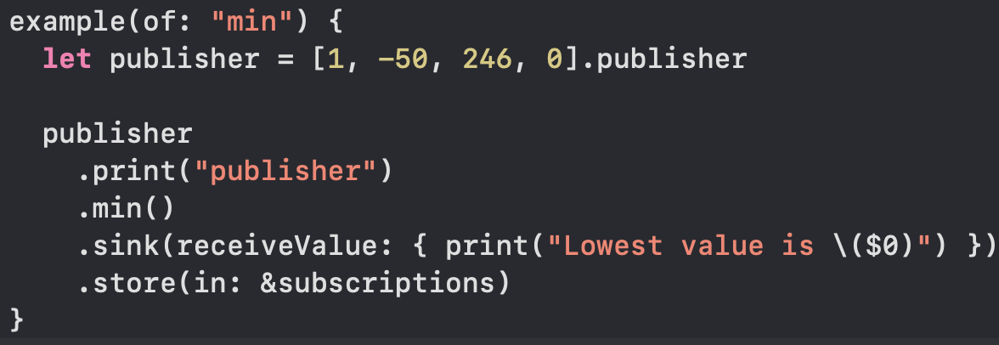 example(of: "min") {
  let publisher = [1, -50, 246, 0].publisher

  publisher
    .print("publisher")
    .min()
    .sink(receiveValue: { print("Lowest value is \($0)") })
    .store(in: &subscriptions)
}